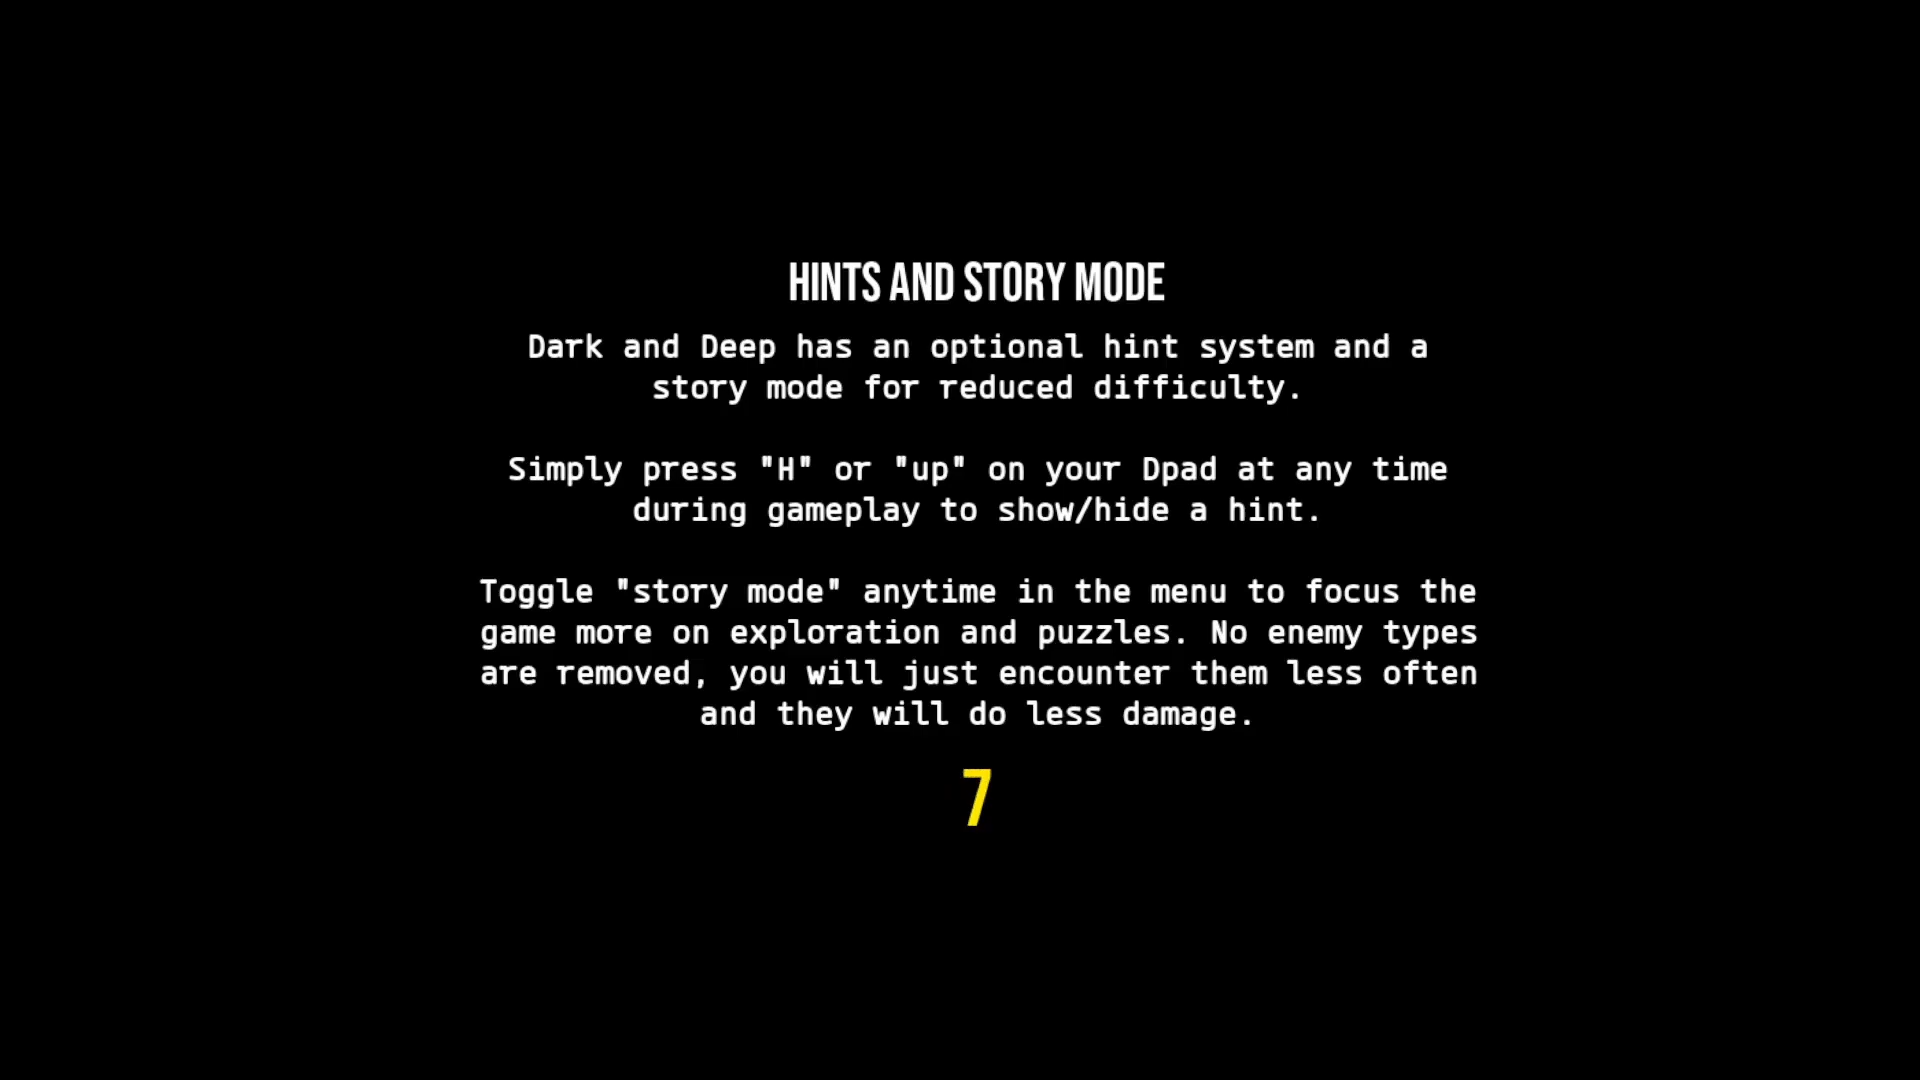 HINTS AND STORY MODE
Dark and Deep has an optional hint system and a
story mode for reduced difficulty.
Simply press "H" or "up" on your Dpad at any time
during gameplay to show/hide a hint.
Toggle "story mode" anytime in the menu to focus the
game more on exploration and puzzles. No enemy types
are removed, you will just encounter them less often
and they will do less damage.
7